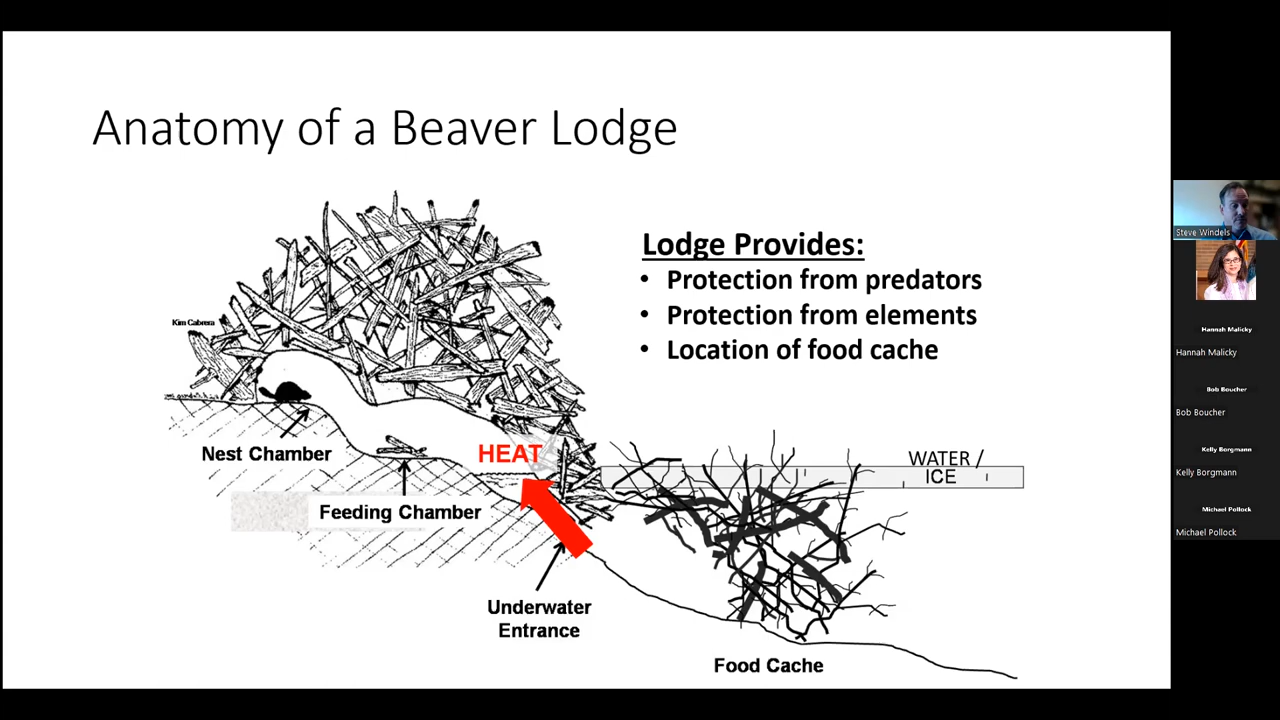 Anatomy of a Beaver Lodge
Lodge Provides:
• Protection from predators
• Protection from elements
• Location of food cache
Kim Cabrera
Nest Chamber
HEAT
WATER /
ICE
Feeding Chamber
Underwater
Entrance
Food Cache
Steve Windels
Hannah Malicky
Hannah Malicky
Bob Boucher
Bob Boucher
Kelly Borgmann
Kelly Borgmann
Michael Pollock
Michael Pollock